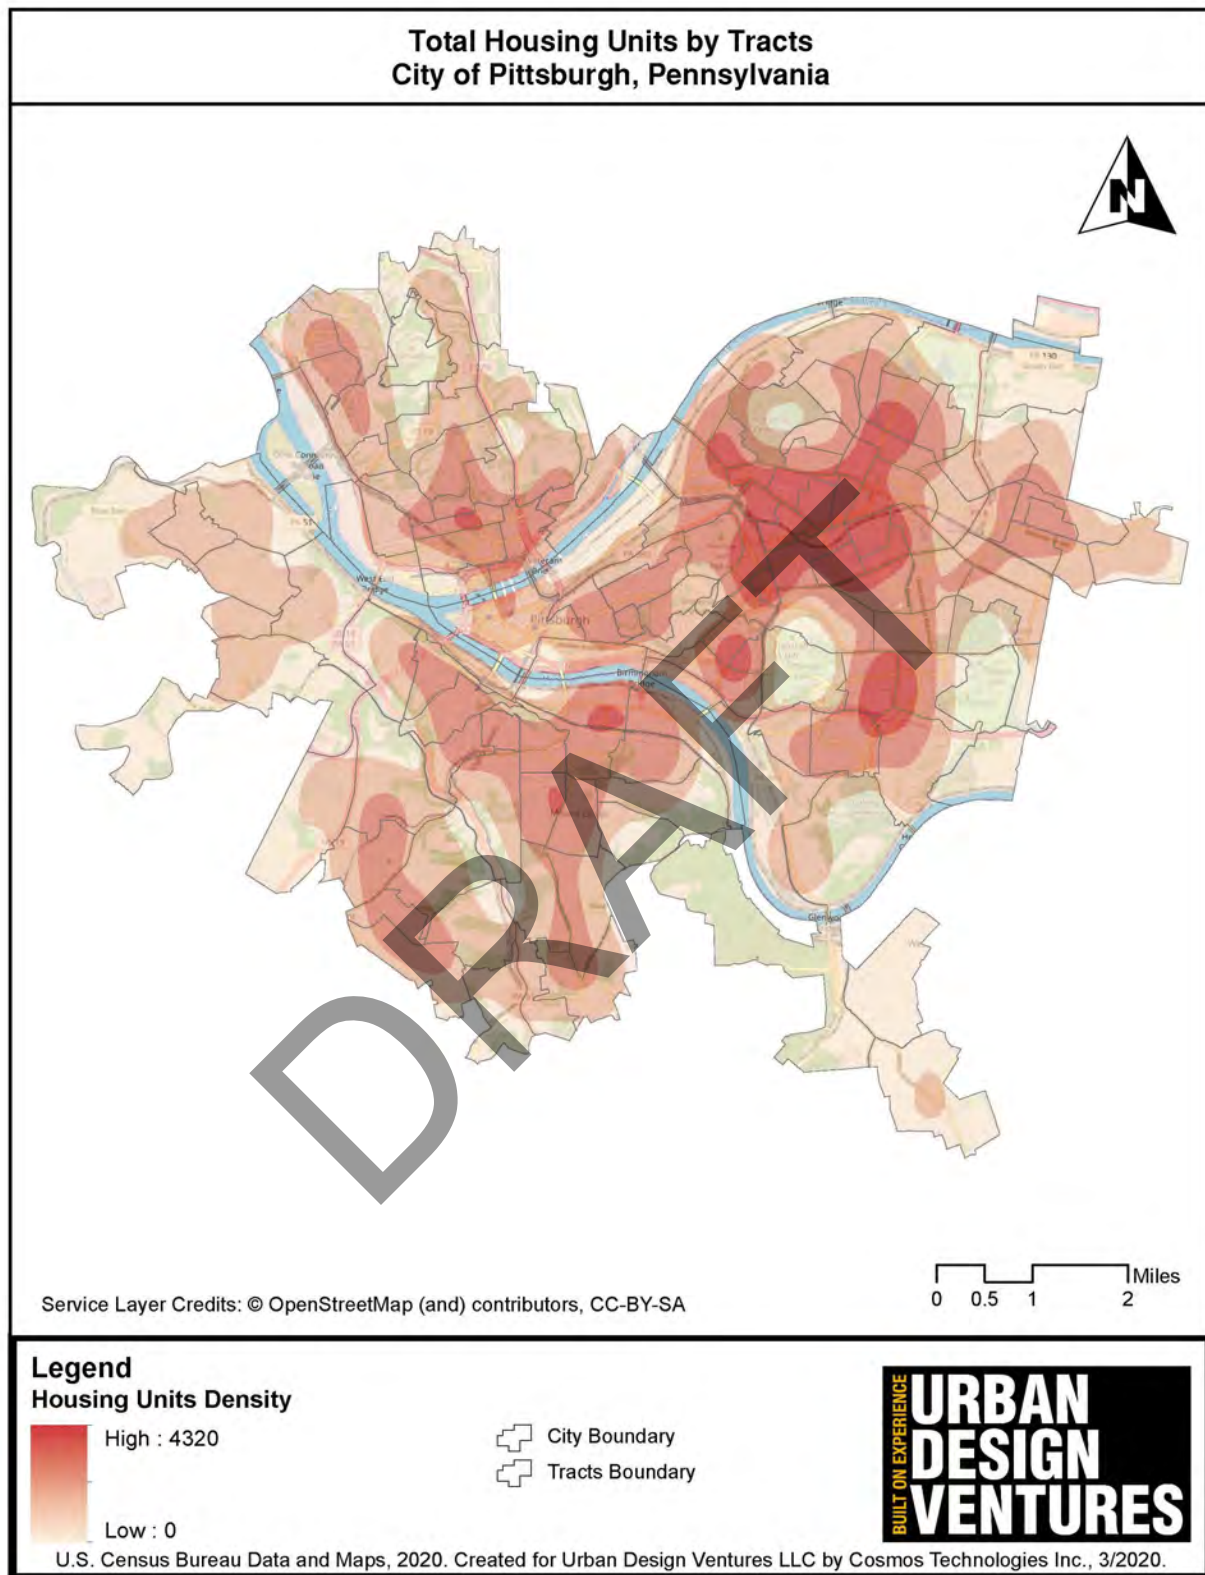 Total Housing Units by Tracts
City of Pittsburgh, Pennsylvania
N
130
51
Pittsburgh
DRAFT
Miles
0 0.5 1 2
Service Layer Credits: © OpenStreetMap (and) contributors, CC-BY-SA
Legend
Housing Units Density
High : 4320
Low : 0
City Boundary
Tracts Boundary
BUILT ON EXPERIENCE
URBAN
DESIGN
VENTURES
U.S. Census Bureau Data and Maps, 2020. Created for Urban Design Ventures LLC by Cosmos Technologies Inc., 3/2020.